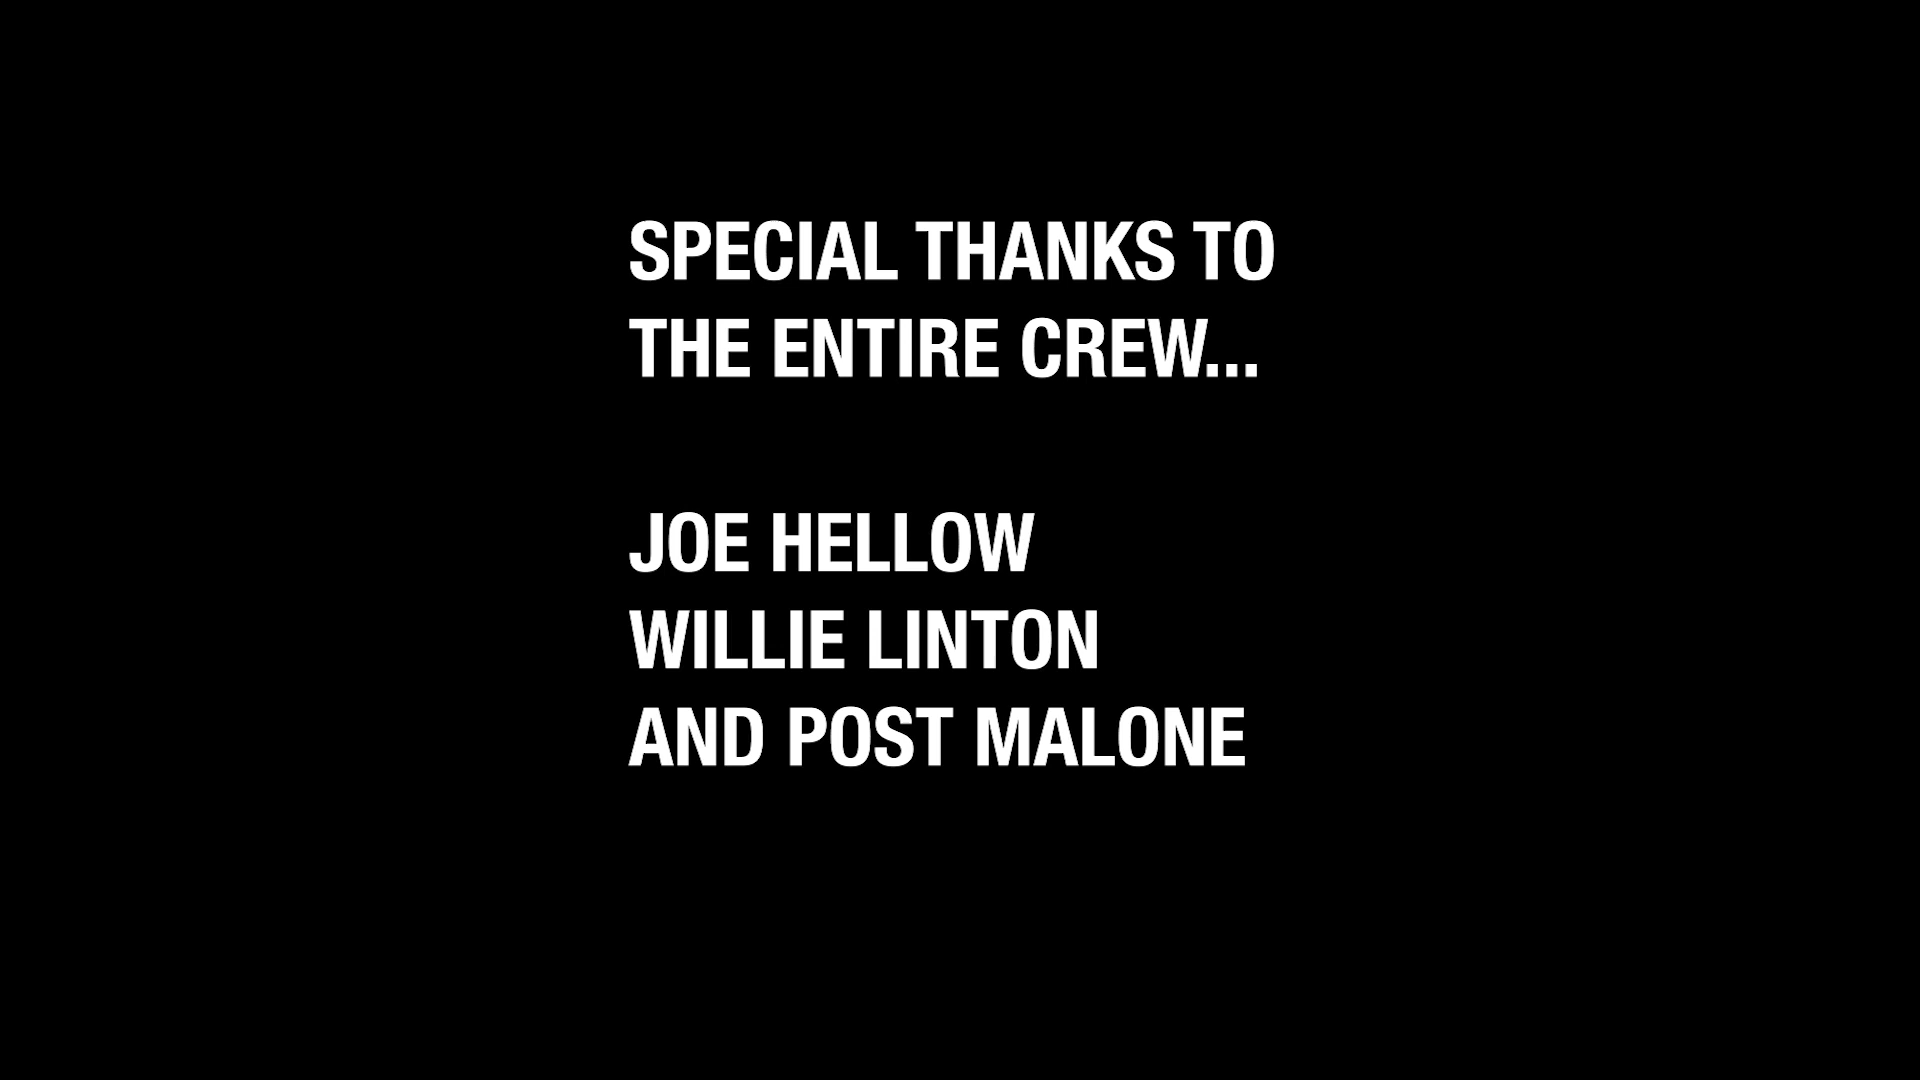 SPECIAL THANKS TO
THE ENTIRE CREW...
JOE HELLOW
WILLIE LINTON
AND POST MALONE